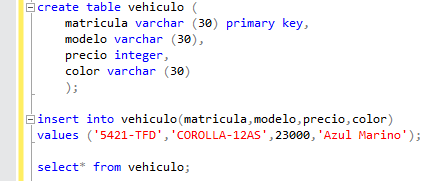 create table vehiculo (
matricula varchar (30) primary key,
modelo varchar (30),
precio integer,
color varchar (30)
);
insert into vehiculo(matricula,modelo,precio,color)
values ('5421-TFD','COROLLA-12AS',23000,'Azul Marino');
select* from vehiculo;